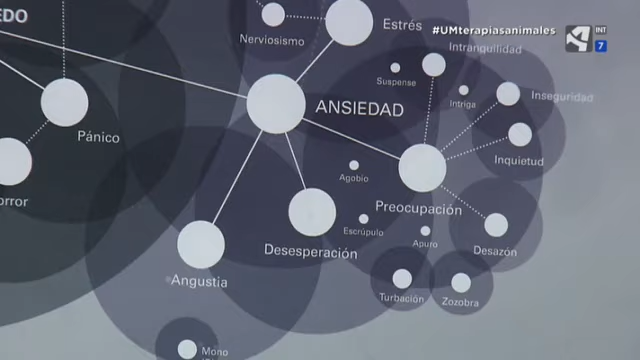 EDO
Estrés
#UMterapiasanimales
INT
7
Nerviosismo
Intranquilidad
Suspense
Intriga
Inseguridad
ANSIEDAD
Pánico
Inquietud
Agobio
Preocupación
orror
Escrúpulo
Apuro
Desazón
Desesperación
Angustia
Turbación
Zozobra
Mono